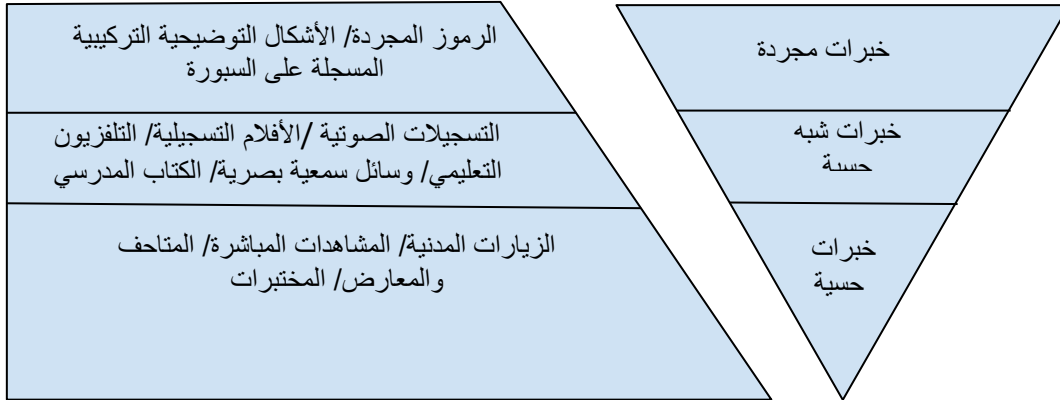 الرموز المجردة/ الأشكال التوضيحية التركيبية
المسجلة على السبورة
خبرات مجردة
التسجيلات الصوتية /الأفلام التسجيلية/ التلفزيون
التعليمي/ وسائل سمعية بصرية/ الكتاب المدرسي
خبرات شبه
حسية
الزيارات المدنية/ المشاهدات المباشرة/ المتاحف
والمعارض/ المختبرات
خبرات
حسية